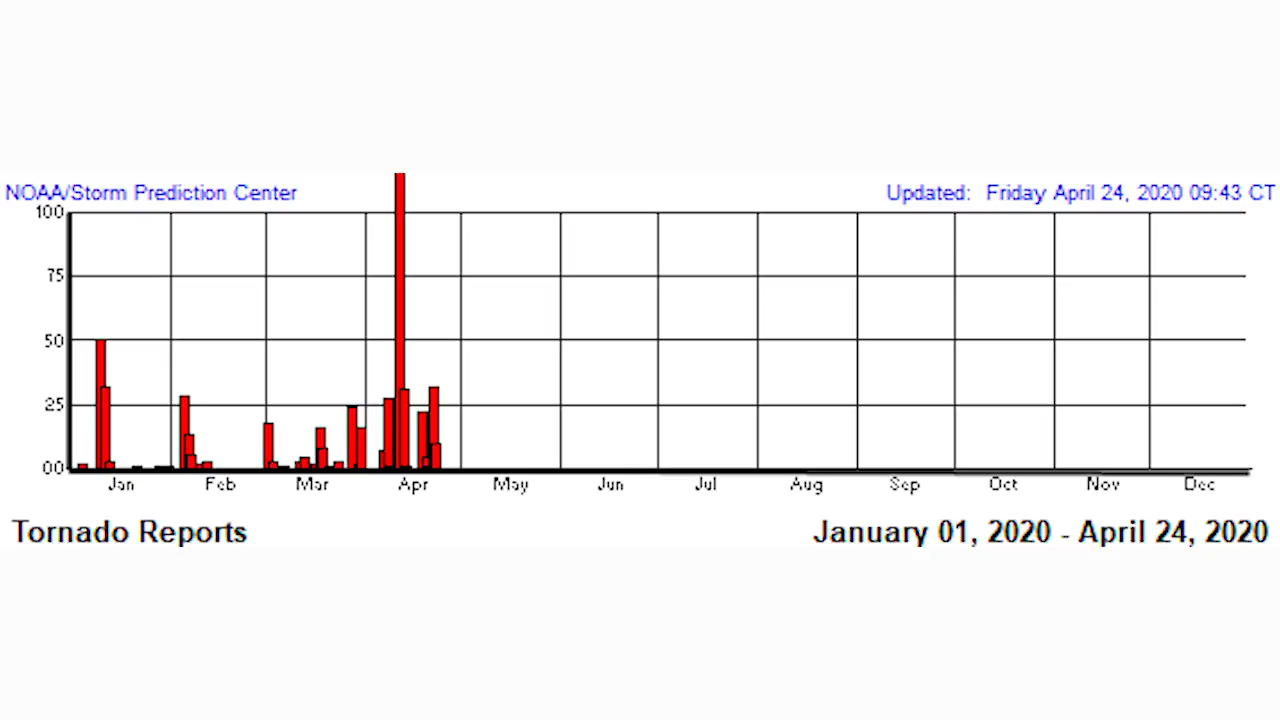 NOAA/Storm Prediction Center Updated: Friday April 24, 2020 09:43 CT
100
75
50
25
00
Jan Feb Mar Apr May Jun Jul Aug Sep Oct Nov Dec
Tornado Reports January 01, 2020 - April 24, 2020